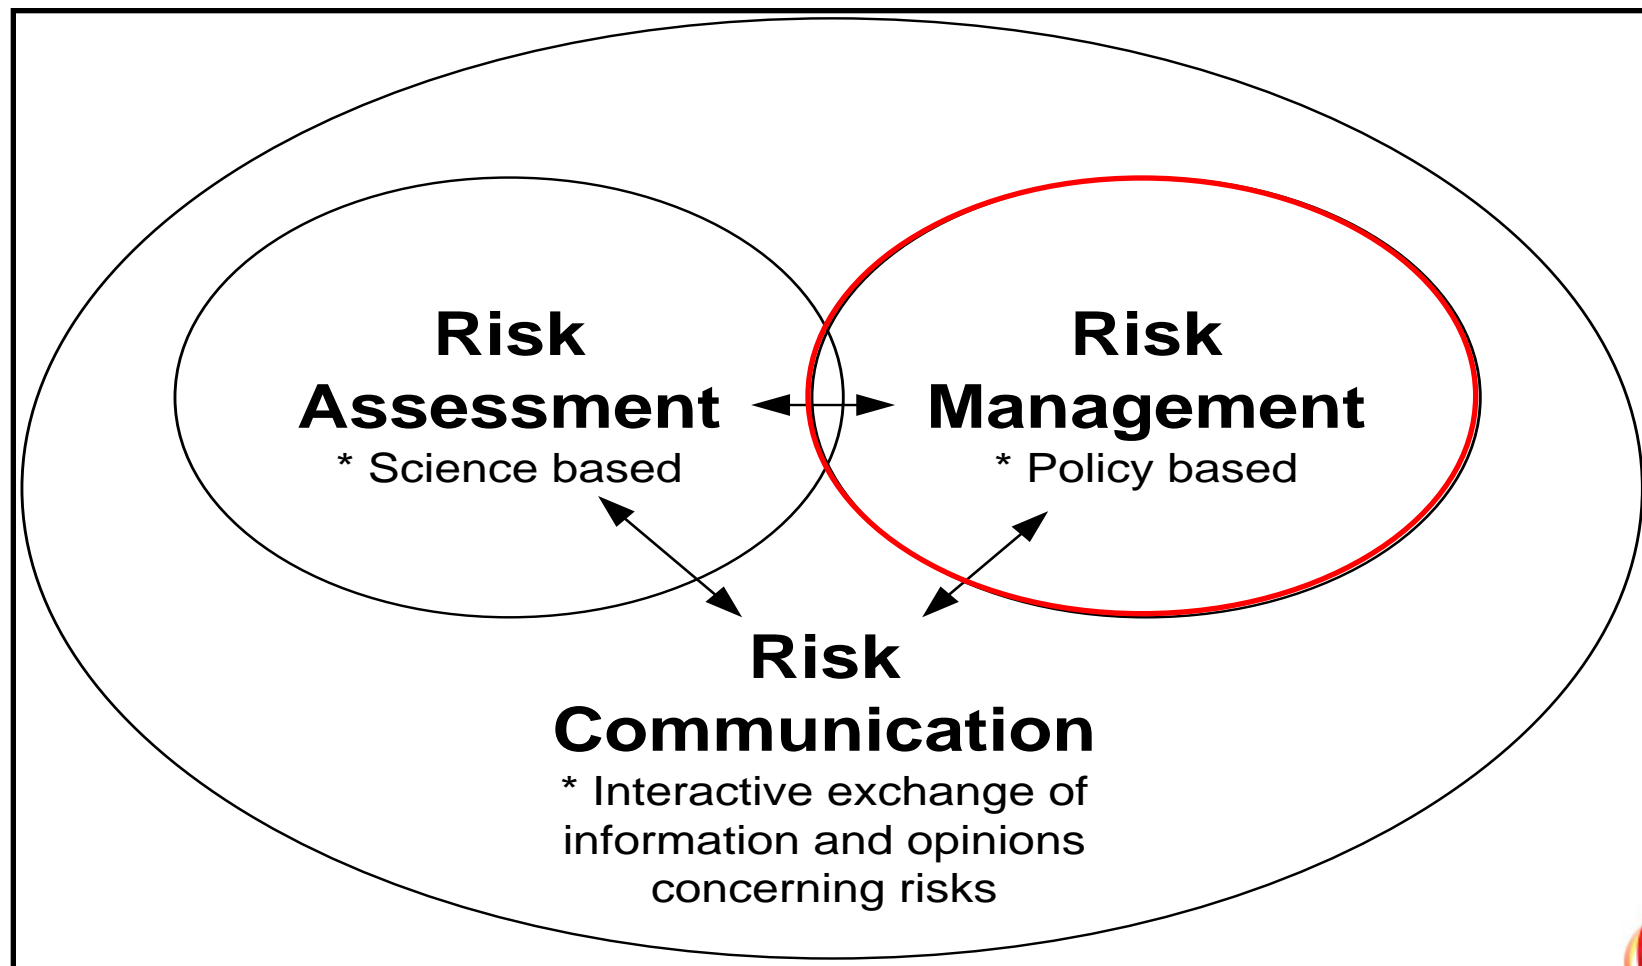 Risk
Assessment
* Science based
Risk
Management
* Policy based
Risk
Communication
* Interactive exchange of
information and opinions
concerning risks